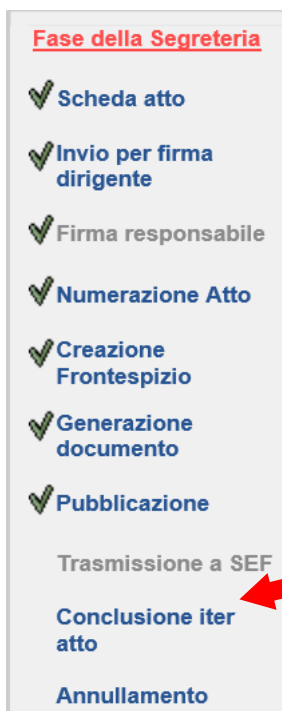 Fase della Segreteria
Scheda atto
Invio per firma
dirigente
Firma responsabile
Numerazione Atto
Creazione
Frontespizio
Generazione
documento
Pubblicazione
Trasmissione a SEF
Conclusione iter
atto
Annullamento